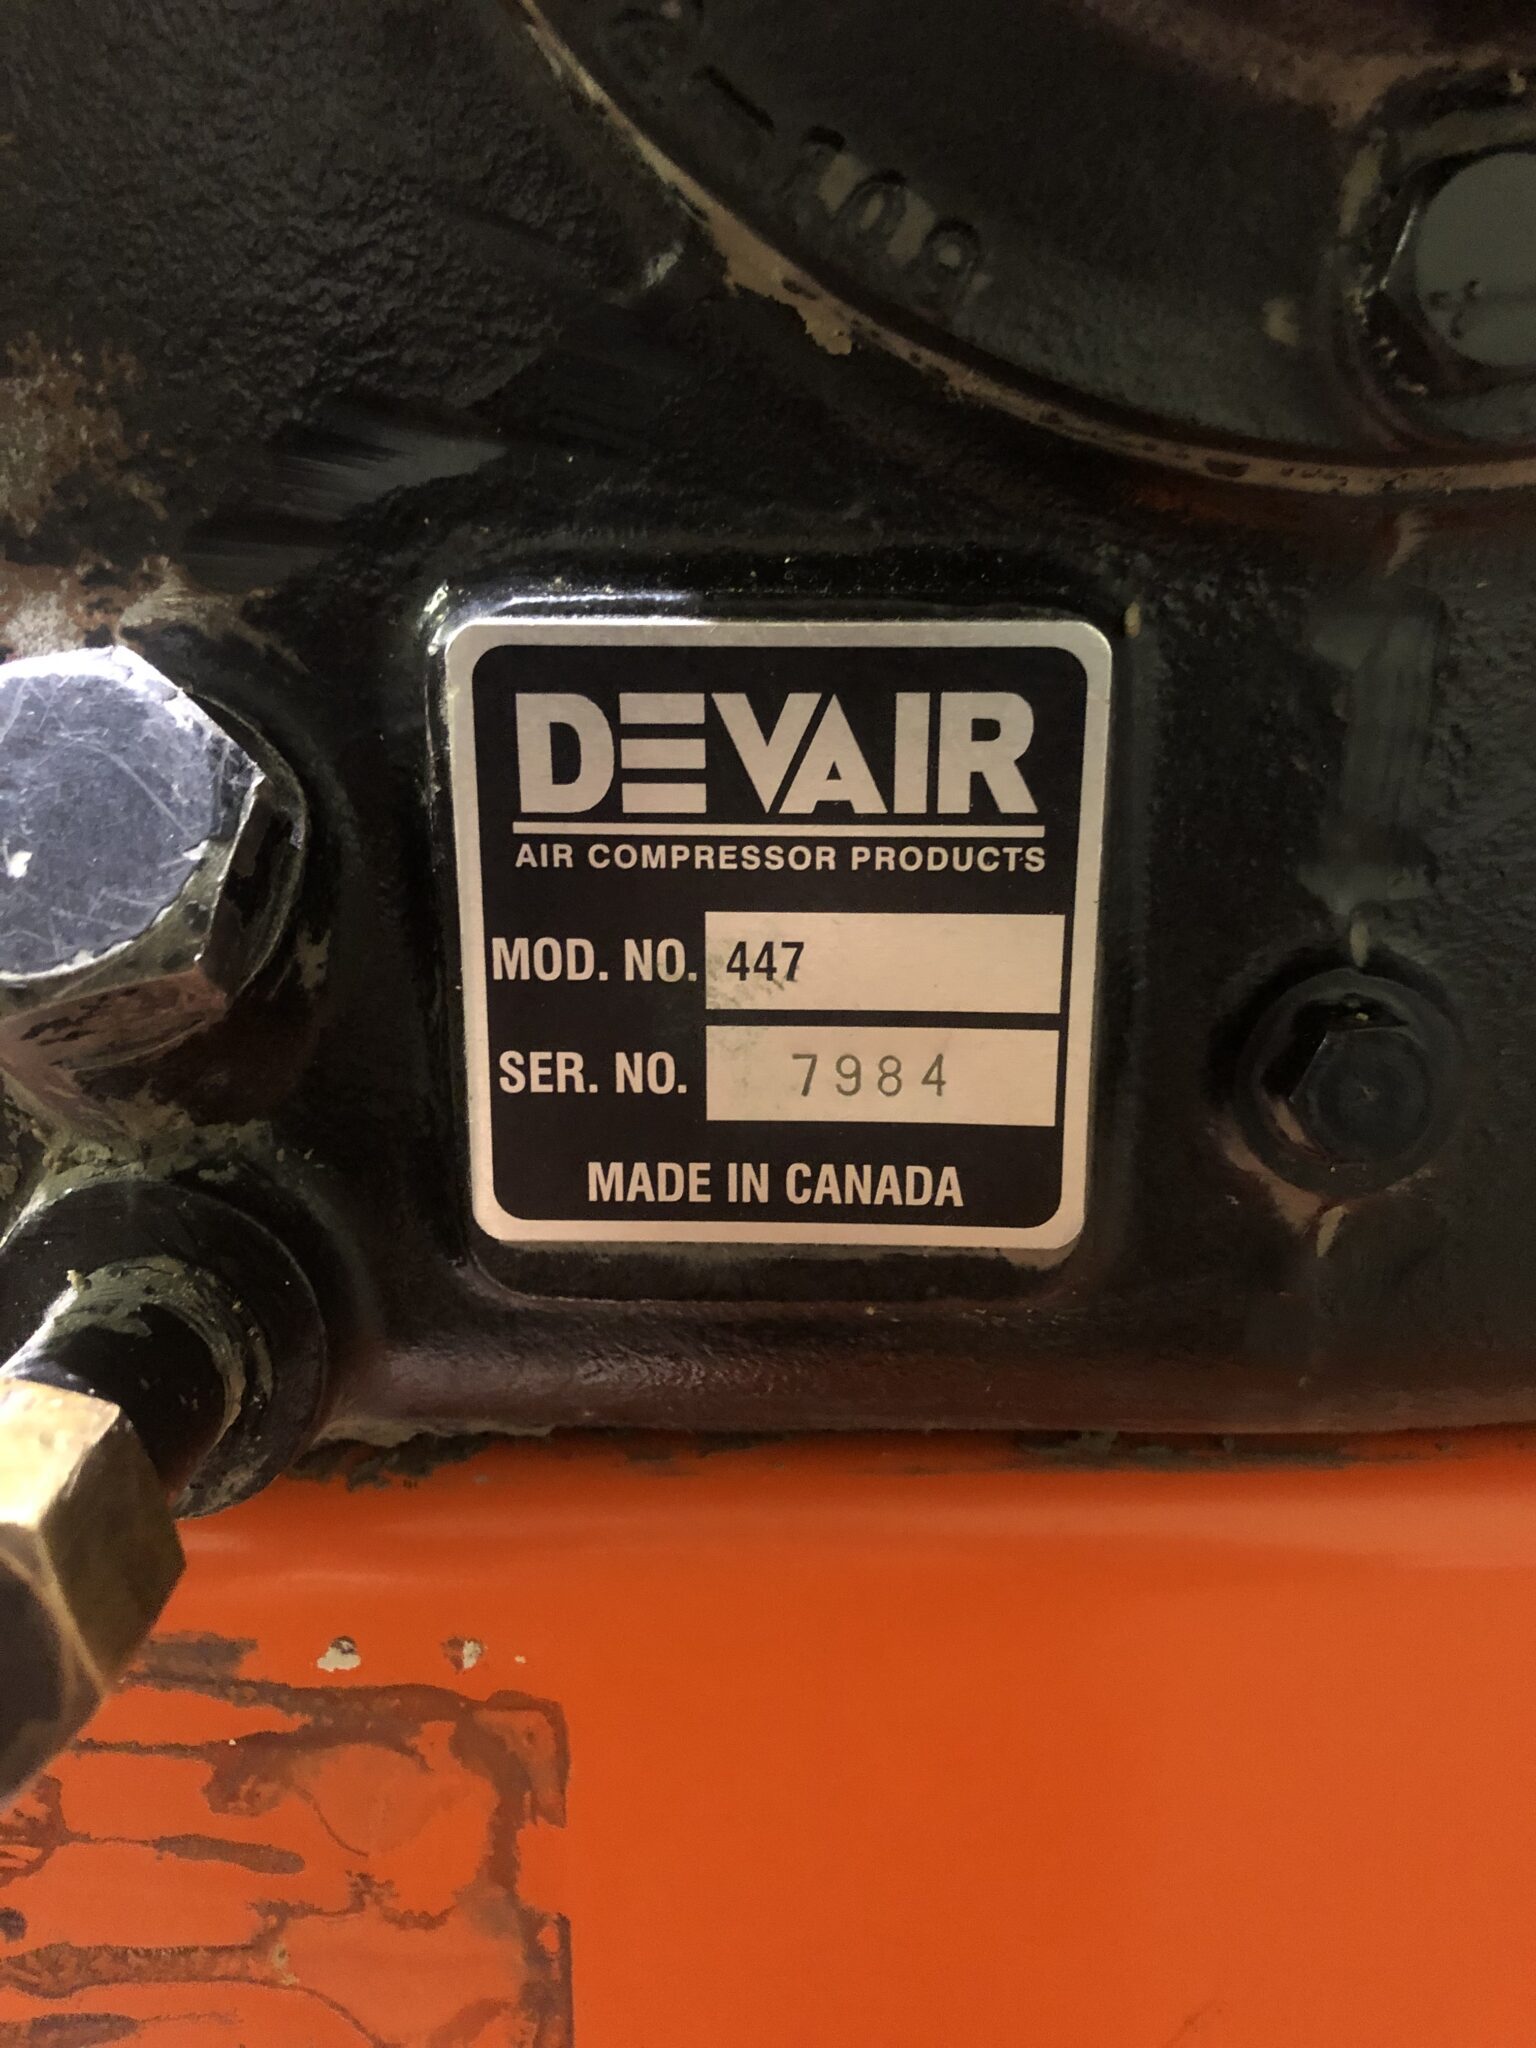 DEVAIR
AIR COMPRESSOR PRODUCTS
MOD. NO. 447
SER. NO. 7984
MADE IN CANADA